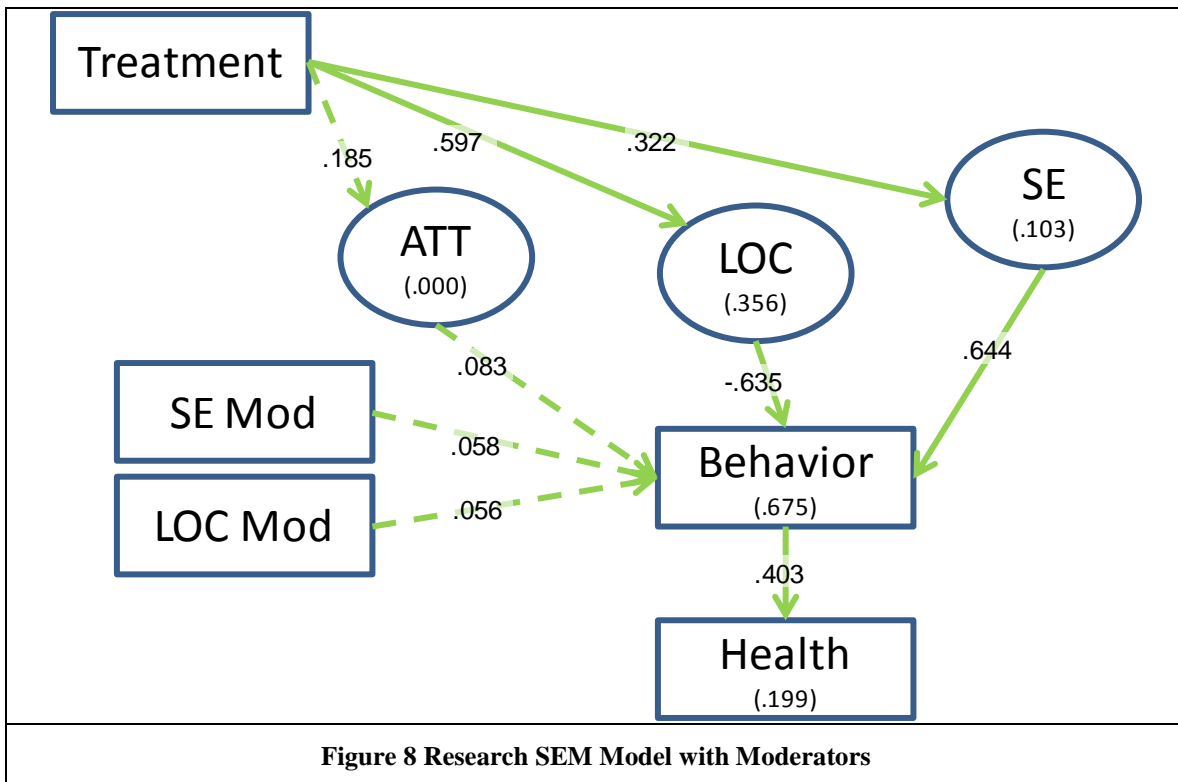 Treatment
.185
.597
.322
SE
(.103)
ATT
(.000)
LOC
(.356)
.083
-.635
.644
SE Mod
.058
Behavior
(.675)
LOC Mod
.056
.403
Health
(.199)
Figure 8 Research SEM Model with Moderators